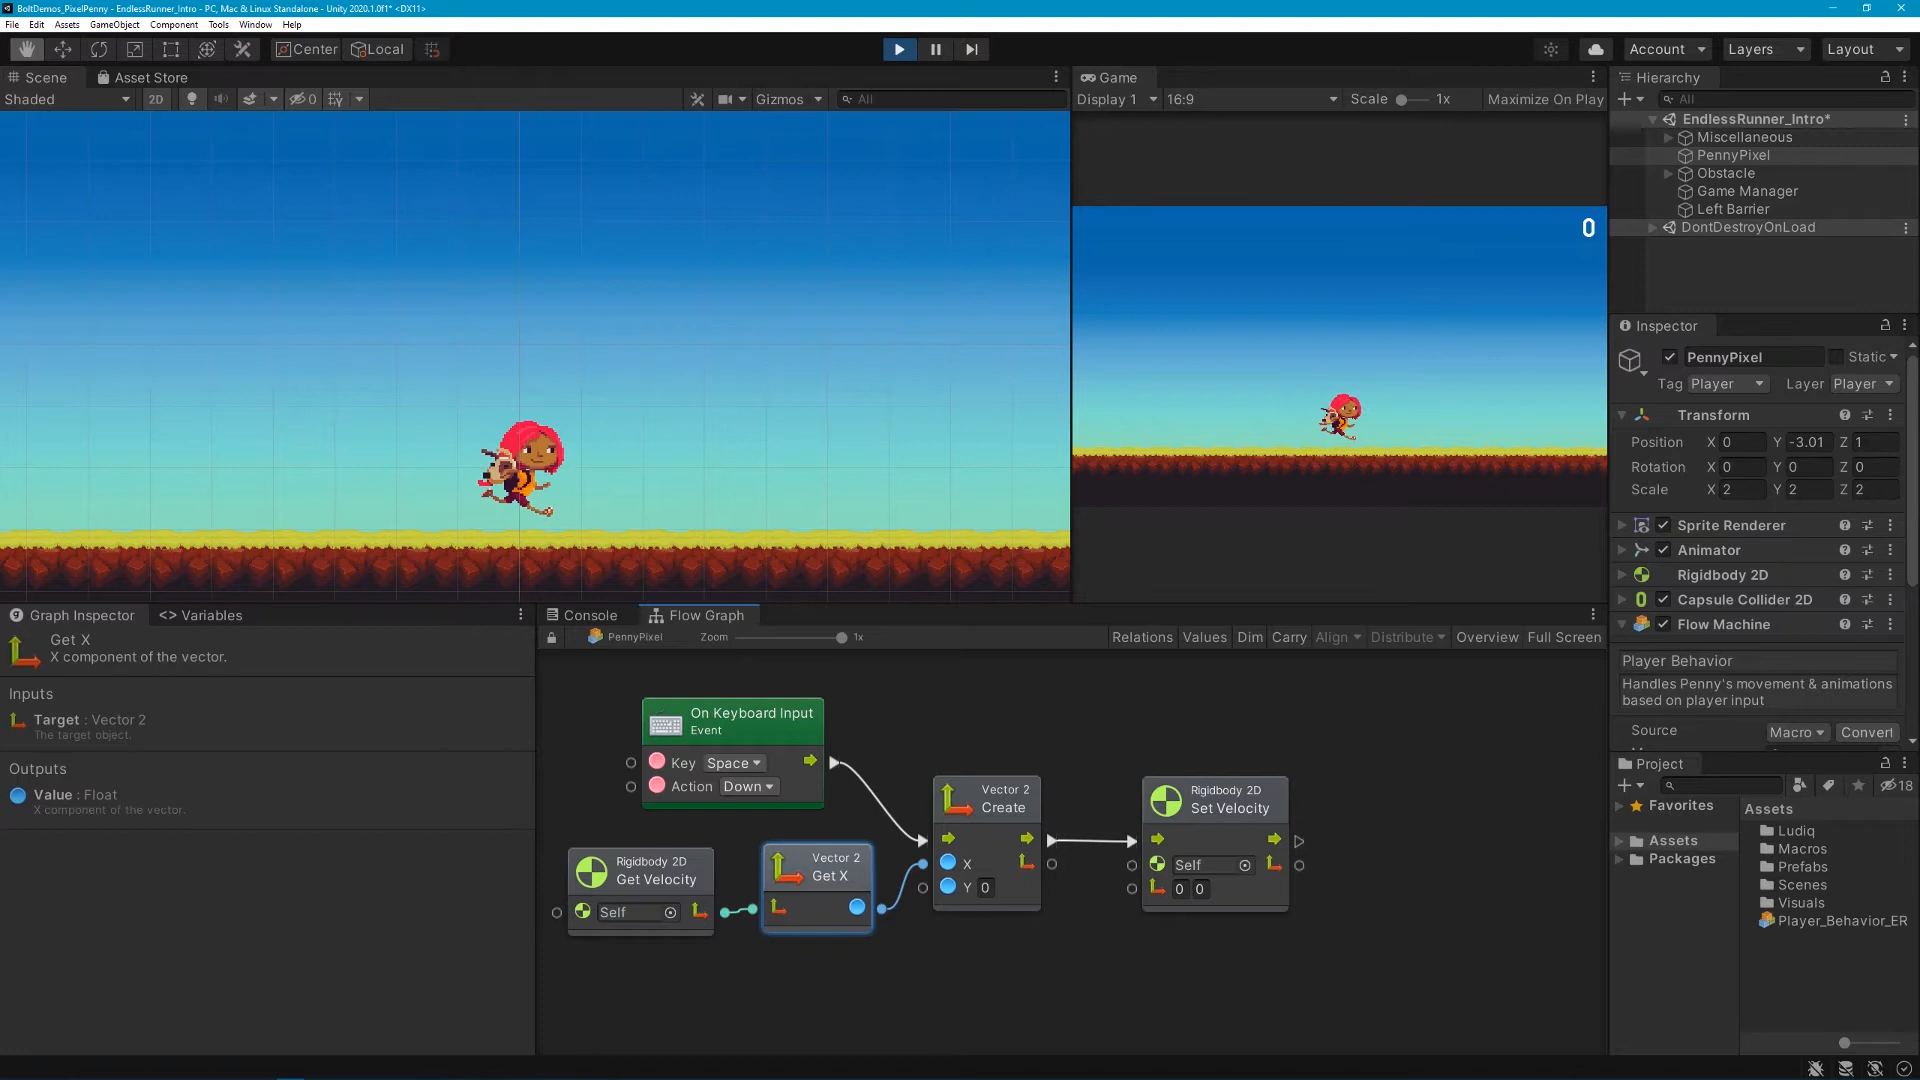 BoltDemos_PixelPenny - EndlessRunner_Intro - PC, Mac & Linux Standalone - Unity 2020.1.0f1* <DX11>
File Edit Assets GameObject Component Tools Window Help
Center Local
Account Layers Layout
Scene Asset Store
Shaded 2D 0 Gizmos All
Game
Display 1 16:9 Scale 1x Maximize On Play
0
Hierarchy
All
EndlessRunner_Intro*
Miscellaneous
PennyPixel
Obstacle
Game Manager
Left Barrier
DontDestroyOnLoad
Inspector
PennyPixel Static
Tag Player Layer Player
Transform
Position X 0 Y -3.01 Z 1
Rotation X 0 Y 0 Z 0
Scale X 2 Y 2 Z 2
Sprite Renderer
Animator
Rigidbody 2D
Capsule Collider 2D
Flow Machine
Player Behavior
Handles Penny's movement & animations
based on player input
Source Macro Convert
Project
18
Favorites
Assets
Packages
Assets
Ludiq
Macros
Prefabs
Scenes
Visuals
Player_Behavior_ER
Graph Inspector <> Variables
Get X
X component of the vector.
Inputs
Target : Vector 2
The target object.
Outputs
Value : Float
X component of the vector.
Console Flow Graph
PennyPixel Zoom 1x Relations Values Dim Carry Align Distribute Overview Full Screen
On Keyboard Input
Event
Key Space
Action Down
Rigidbody 2D
Get Velocity
Self
Vector 2
Get X
Vector 2
Create
X
Y 0
Rigidbody 2D
Set Velocity
Self
0 0